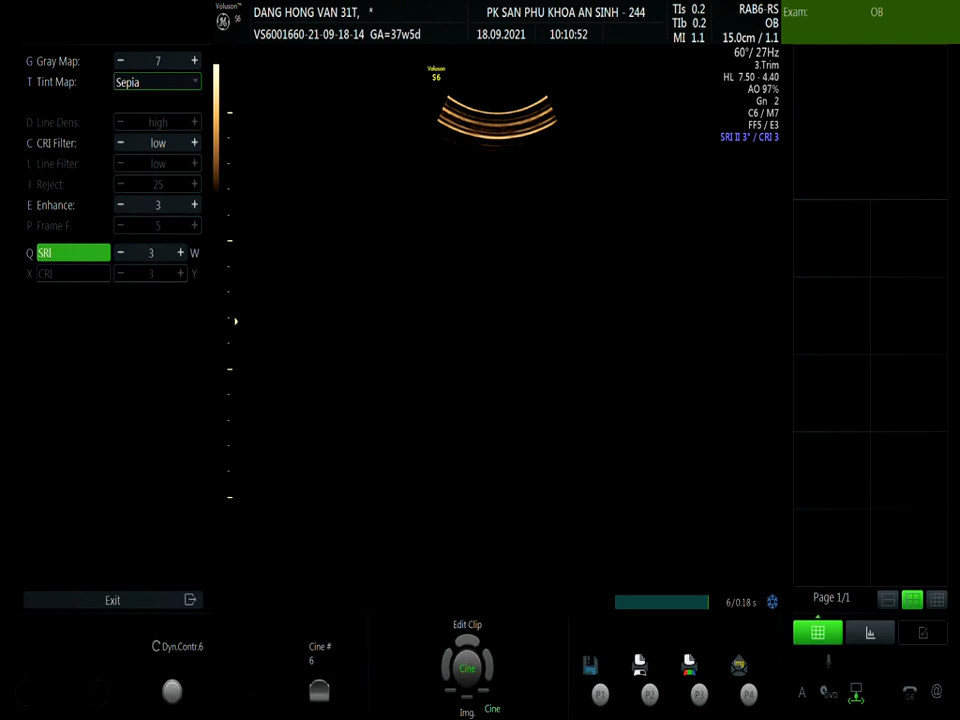 Voluson™
S6
DANG HONG VAN 31T, *
PK SAN PHU KHOA AN SINH - 244
TIs 0.2
TIb 0.2
MI 1.1
RAB6-RS
OB
15.0cm / 1.1
VS6001660-21-09-18-14 GA=37w5d
18.09.2021
10:10:52
Exam: OB
60°/ 27Hz
3.Trim
HL 7.50 - 4.40
AO 97%
Gn 2
C6 / M7
FF5 / E3
SRI II 3* / CRI 3
Voluson
S6
G Gray Map: - 7 +
T Tint Map: Sepia
D Line Dens: - high +
C CRI Filter: - low +
L Line Filter: - low +
J Reject: - 25 +
E Enhance: - 3 +
P Frame F. - 5 +
Q SRI - 3 + W
X CRI - 3 + Y
Exit
6/0.18 s
Page 1/1
Edit Clip
C Dyn.Contr.6
Cine #
6
Cine
Img.
Cine
Img
P1
P2
P3
P4
A
DVD
@